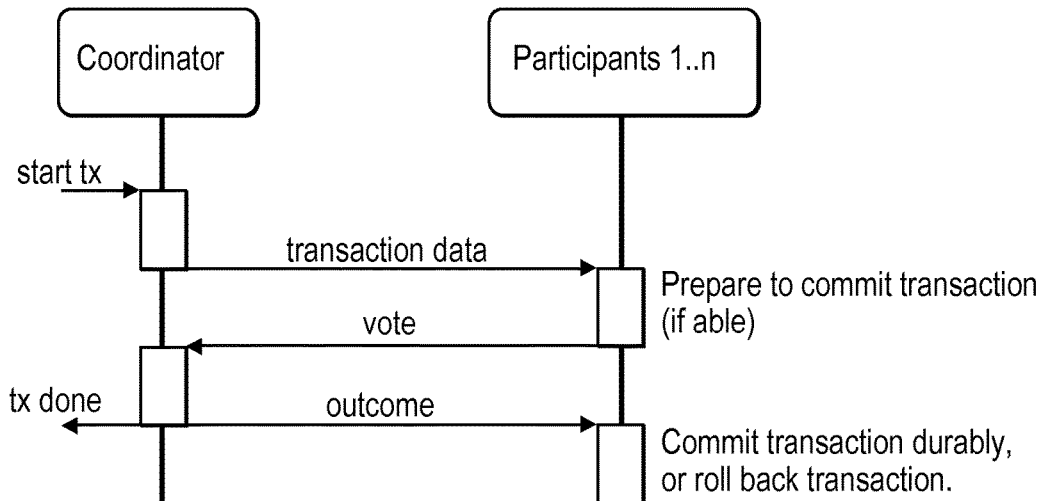 Coordinator
Participants 1..n
start tx
transaction data
Prepare to commit transaction
(if able)
vote
tx done
outcome
Commit transaction durably,
or roll back transaction.